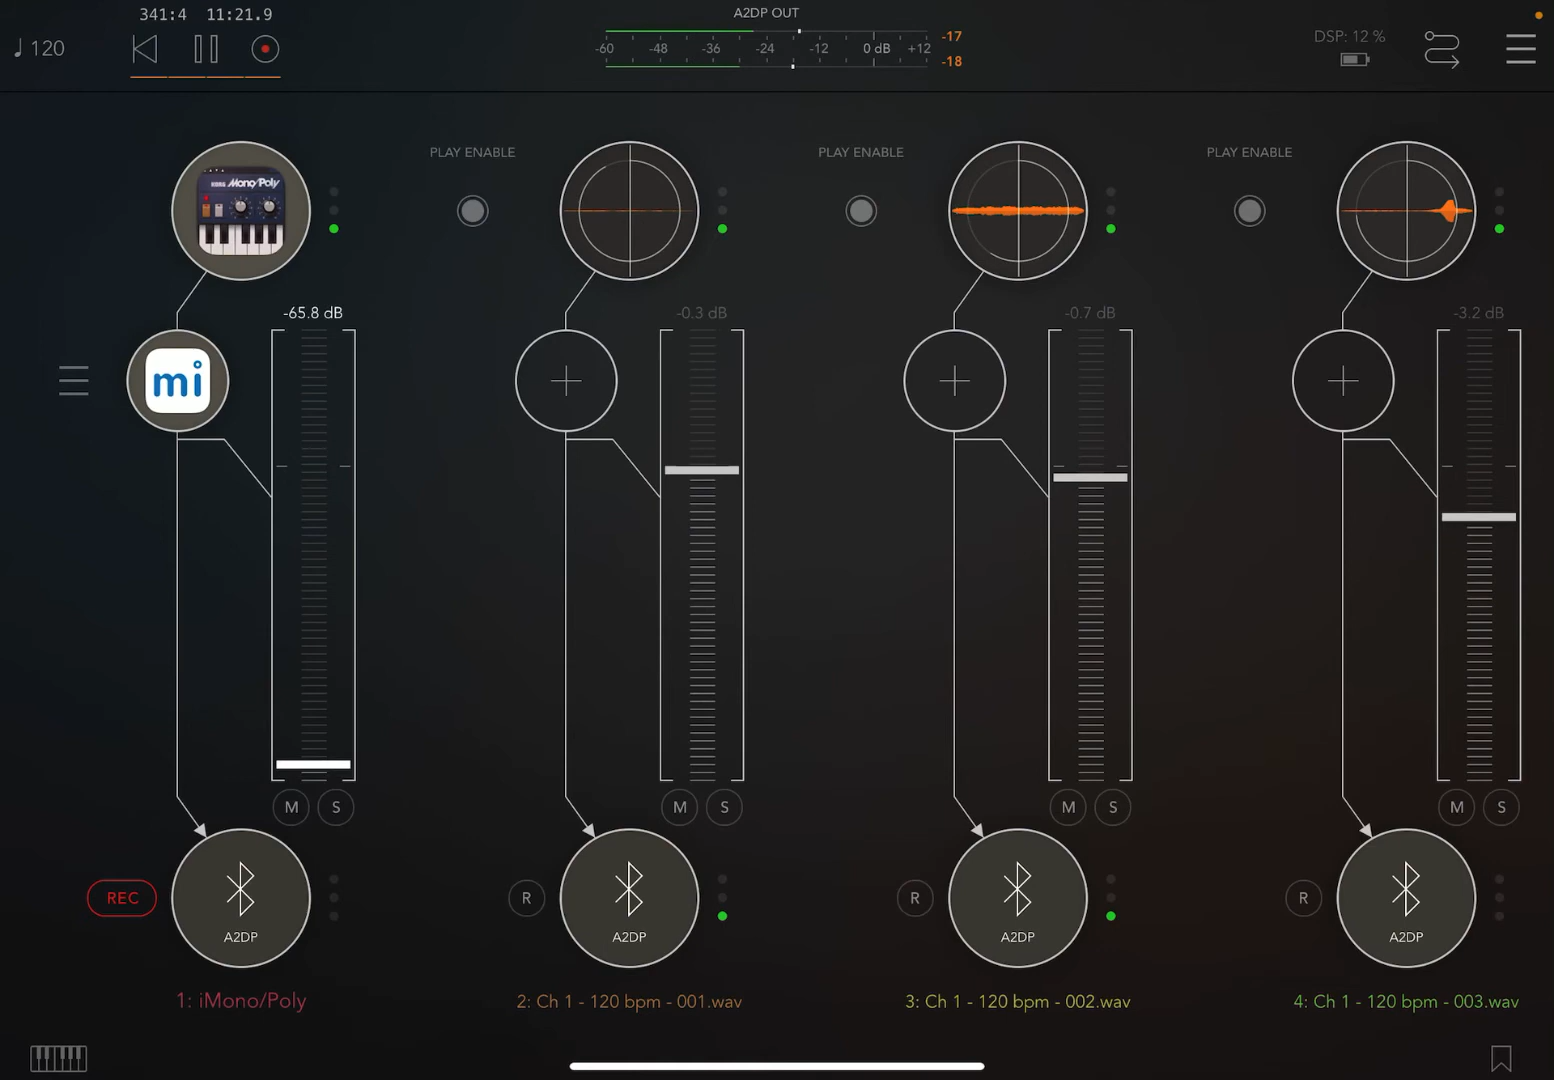 341:4 11:21.9
A2DP OUT
120
-60 -48 -36 -24 -12 0 dB +12
-17
-18
DSP: 12 %
PLAY ENABLE
PLAY ENABLE
PLAY ENABLE
KORG Mono/Poly
-65.8 dB
-0.3 dB
-0.7 dB
-3.2 dB
mi
M S
M S
M S
M S
REC
R
R
R
A2DP
A2DP
A2DP
A2DP
1: iMono/Poly
2: Ch 1 - 120 bpm - 001.wav
3: Ch 1 - 120 bpm - 002.wav
4: Ch 1 - 120 bpm - 003.wav